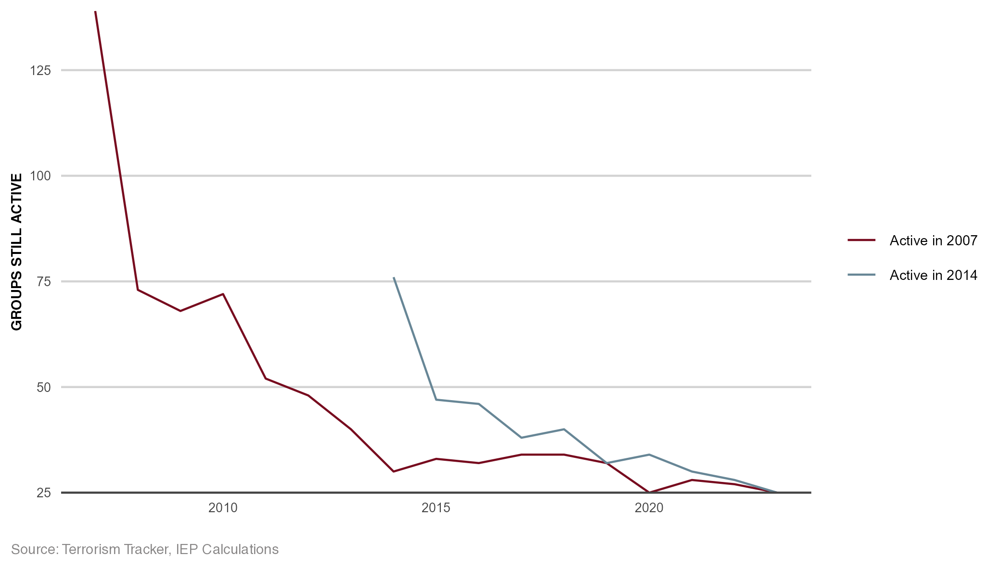 GROUPS STILL ACTIVE
125
100
75
50
25
2010
2015
2020
Active in 2007
Active in 2014
Source: Terrorism Tracker, IEP Calculations